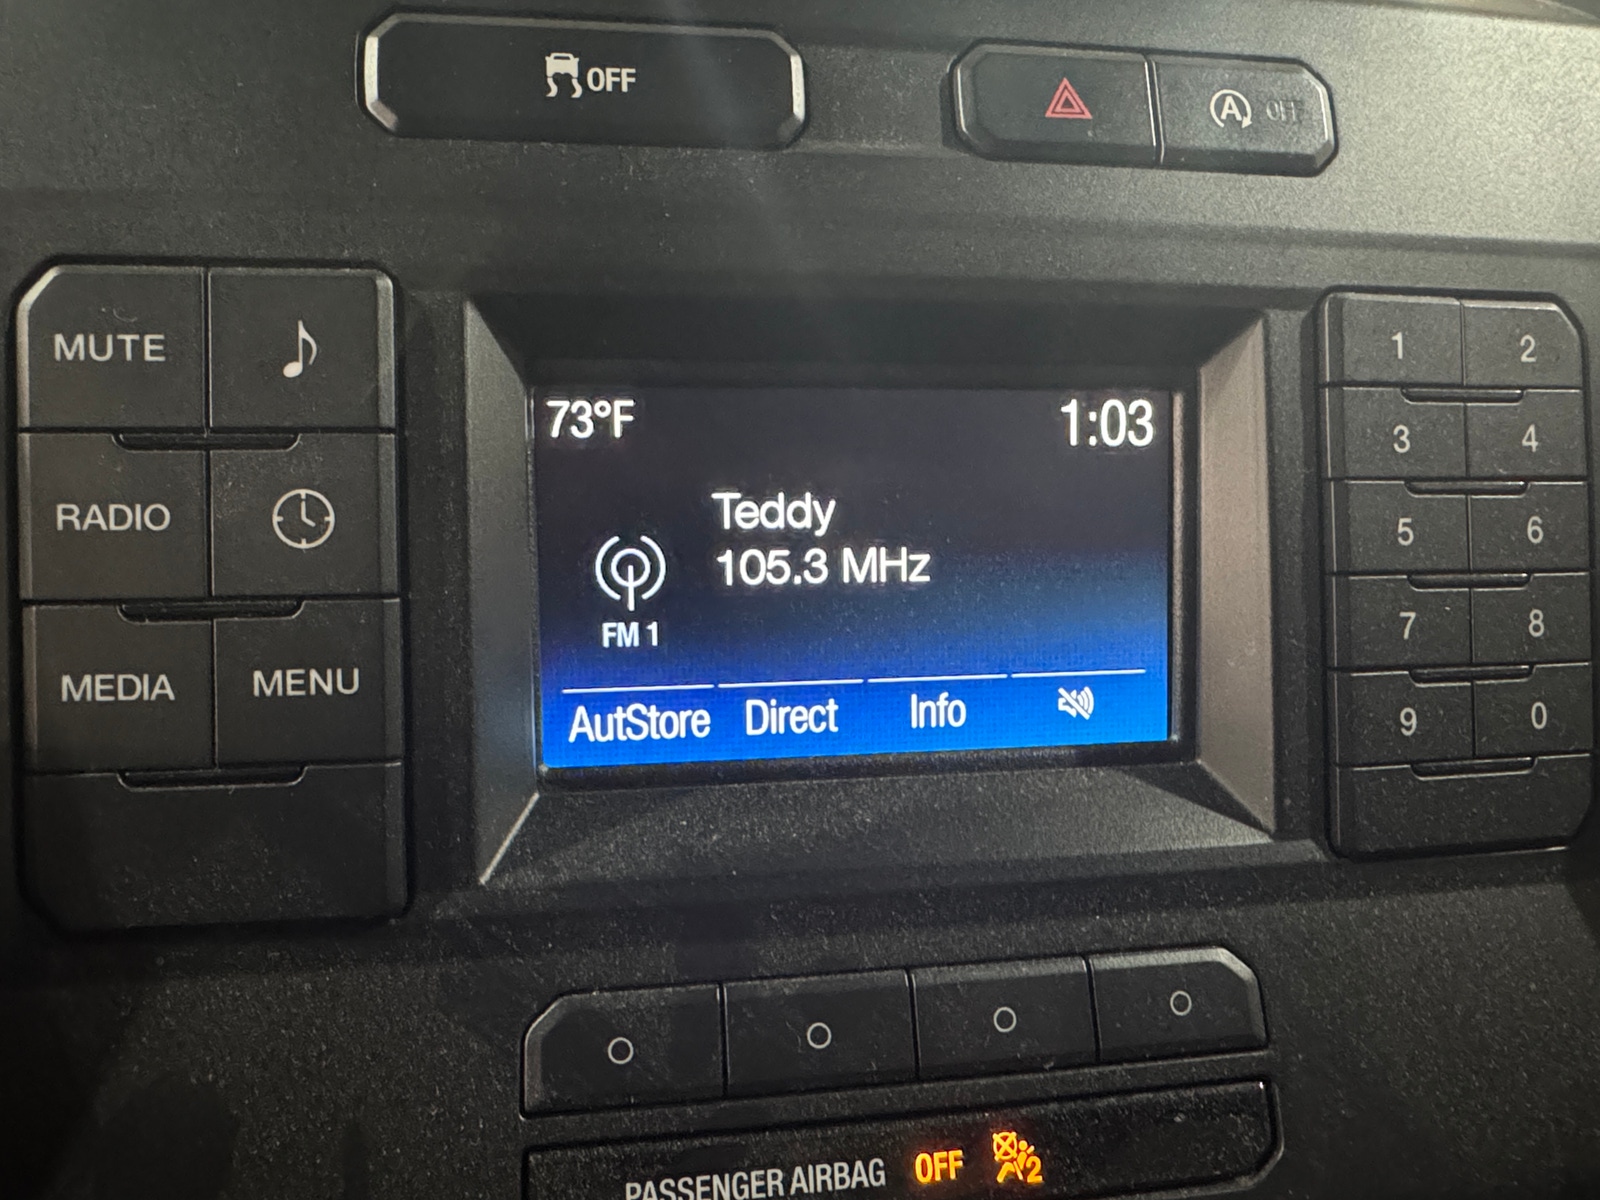 OFF
A OFF
MUTE
RADIO
MEDIA MENU
73°F 1:03
Teddy
105.3 MHz
FM 1
AutStore Direct Info
1 2
3 4
5 6
7 8
9 0
PASSENGER AIRBAG OFF 2